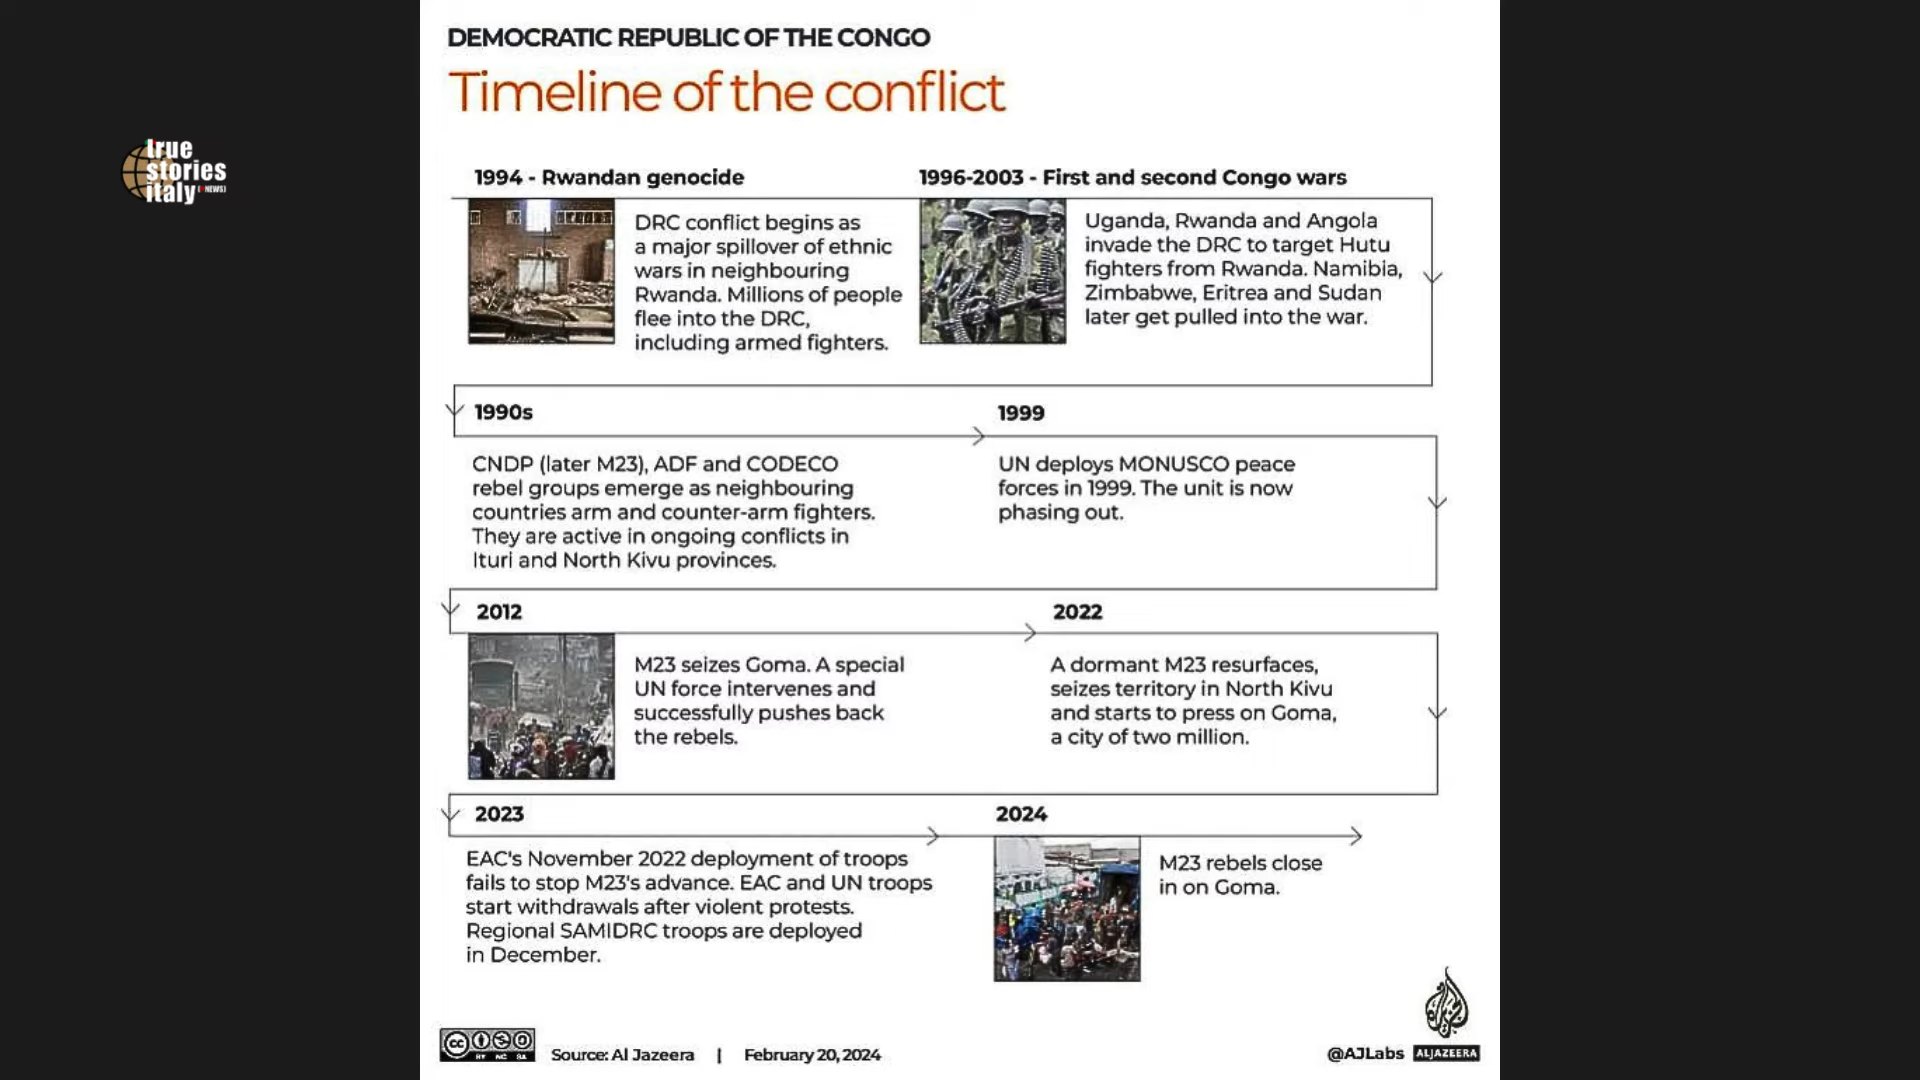 DEMOCRATIC REPUBLIC OF THE CONGO
Timeline of the conflict
True
stories
italy (NEWS)
1994 - Rwandan genocide
DRC conflict begins as
a major spillover of ethnic
wars in neighbouring
Rwanda. Millions of people
flee into the DRC,
including armed fighters.
1996-2003 - First and second Congo wars
Uganda, Rwanda and Angola
invade the DRC to target Hutu
fighters from Rwanda. Namibia,
Zimbabwe, Eritrea and Sudan
later get pulled into the war.
1990s
CNDP (later M23), ADF and CODECO
rebel groups emerge as neighbouring
countries arm and counter-arm fighters.
They are active in ongoing conflicts in
Ituri and North Kivu provinces.
1999
UN deploys MONUSCO peace
forces in 1999. The unit is now
phasing out.
2012
M23 seizes Goma. A special
UN force intervenes and
successfully pushes back
the rebels.
2022
A dormant M23 resurfaces,
seizes territory in North Kivu
and starts to press on Goma,
a city of two million.
2023
EAC's November 2022 deployment of troops
fails to stop M23's advance. EAC and UN troops
start withdrawals after violent protests.
Regional SAMIDRC troops are deployed
in December.
2024
M23 rebels close
in on Goma.
cc
BY NC SA
Source: Al Jazeera | February 20, 2024
@AJLabs ALJAZEERA